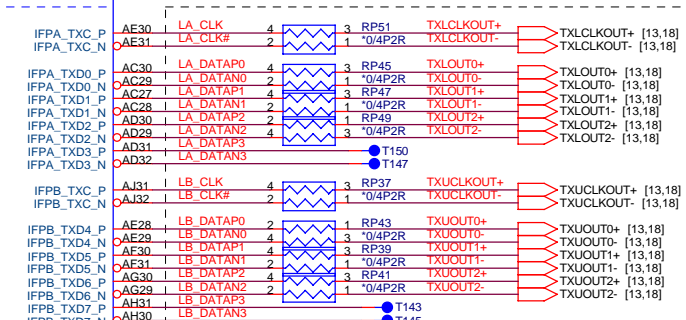 IFPA_TXC_P AE30 LA_CLK 4 3 RP51 TXLCLKOUT+ TXLCLKOUT+ [13,18]
IFPA_TXC_N AE31 LA_CLK# 2 1 *0/4P2R TXLCLKOUT- TXLCLKOUT- [13,18]
IFPA_TXD0_P AC30 LA_DATAP0 4 3 RP45 TXLOUT0+ TXLOUT0+ [13,18]
IFPA_TXD0_N AC29 LA_DATAN0 2 1 *0/4P2R TXLOUT0- TXLOUT0- [13,18]
IFPA_TXD1_P AC27 LA_DATAP1 4 3 RP47 TXLOUT1+ TXLOUT1+ [13,18]
IFPA_TXD1_N AC28 LA_DATAN1 2 1 *0/4P2R TXLOUT1- TXLOUT1- [13,18]
IFPA_TXD2_P AD30 LA_DATAP2 2 1 RP49 TXLOUT2+ TXLOUT2+ [13,18]
IFPA_TXD2_N AD29 LA_DATAN2 4 3 *0/4P2R TXLOUT2- TXLOUT2- [13,18]
IFPA_TXD3_P AD31 LA_DATAP3 T150
IFPA_TXD3_N AD32 LA_DATAN3 T147
IFPB_TXC_P AJ31 LB_CLK 4 3 RP37 TXUCLKOUT+ TXUCLKOUT+ [13,18]
IFPB_TXC_N AJ32 LB_CLK# 2 1 *0/4P2R TXUCLKOUT- TXUCLKOUT- [13,18]
IFPB_TXD4_P AE28 LB_DATAP0 2 1 RP43 TXUOUT0+ TXUOUT0+ [13,18]
IFPB_TXD4_N AE29 LB_DATAN0 4 3 *0/4P2R TXUOUT0- TXUOUT0- [13,18]
IFPB_TXD5_P AF30 LB_DATAP1 4 3 RP39 TXUOUT1+ TXUOUT1+ [13,18]
IFPB_TXD5_N AF31 LB_DATAN1 2 1 *0/4P2R TXUOUT1- TXUOUT1- [13,18]
IFPB_TXD6_P AG30 LB_DATAP2 4 3 RP41 TXUOUT2+ TXUOUT2+ [13,18]
IFPB_TXD6_N AG29 LB_DATAN2 2 1 *0/4P2R TXUOUT2- TXUOUT2- [13,18]
IFPB_TXD7_P AH31 LB_DATAP3 T143
IFPB_TXD7_N AH30 LB_DATAN3 T145